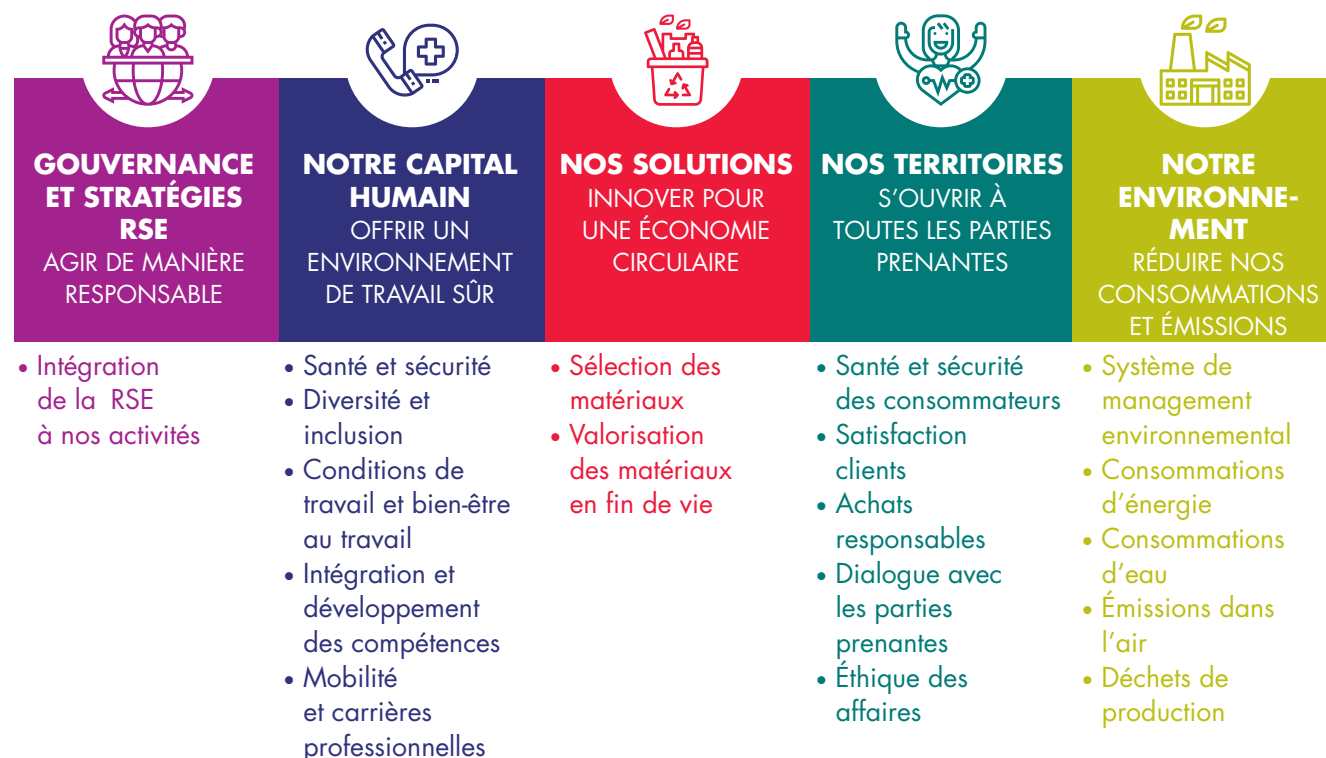 GOUVERNANCE
ET STRATÉGIES
RSE
AGIR DE MANIÈRE
RESPONSABLE
• Intégration
de la RSE
à nos activités
NOTRE CAPITAL
HUMAIN
OFFRIR UN
ENVIRONNEMENT
DE TRAVAIL SÛR
• Santé et sécurité
• Diversité et
inclusion
• Conditions de
travail et bien-être
au travail
• Intégration et
développement
des compétences
• Mobilité
et carrières
professionnelles
NOS SOLUTIONS
INNOVER POUR
UNE ÉCONOMIE
CIRCULAIRE
• Sélection des
matériaux
• Valorisation
des matériaux
en fin de vie
NOS TERRITOIRES
S’OUVRIR À
TOUTES LES PARTIES
PRENANTES
• Santé et sécurité
des consommateurs
• Satisfaction
clients
• Achats
responsables
• Dialogue avec
les parties
prenantes
• Éthique des
affaires
NOTRE
ENVIRONNE-
MENT
RÉDUIRE NOS
CONSOMMATIONS
ET ÉMISSIONS
• Système de
management
environnemental
• Consommations
d’énergie
• Consommations
d’eau
• Émissions dans
l’air
• Déchets de
production